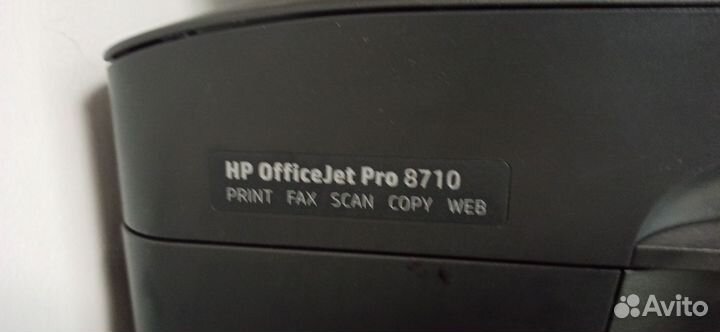 HP OfficeJet Pro 8710
PRINT FAX SCAN COPY WEB
Avito